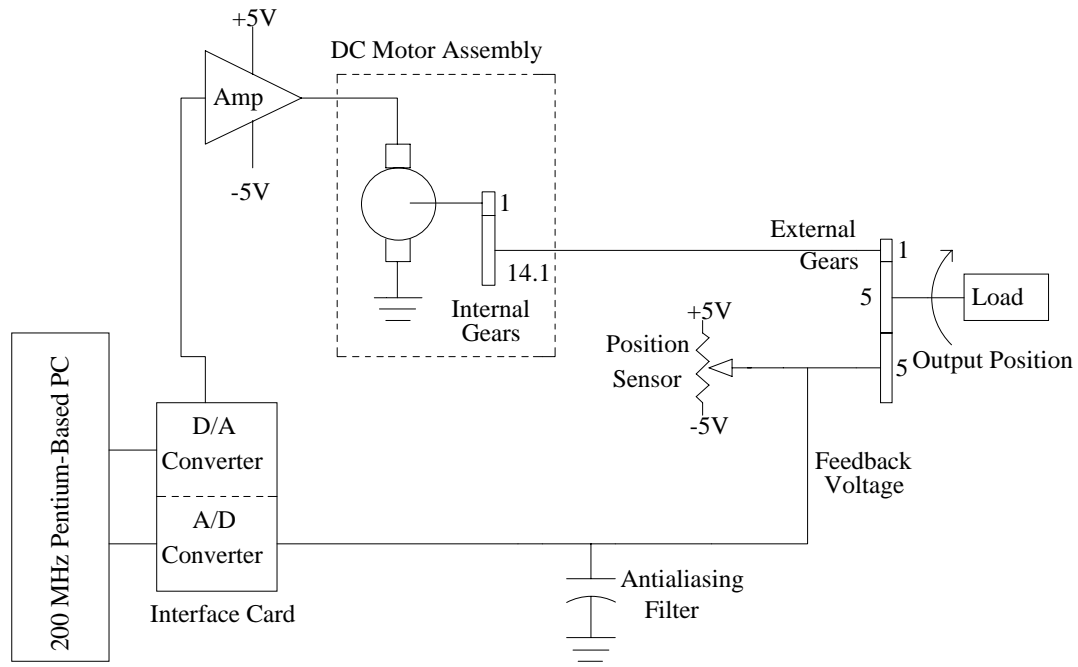 +5V
DC Motor Assembly
Amp
-5V
1
14.1
Internal
Gears
External
Gears
1
5
Load
Output Position
+5V
Position
Sensor
-5V
5
Feedback
Voltage
200 MHz Pentium-Based PC
D/A
Converter
A/D
Converter
Interface Card
Antialiasing
Filter